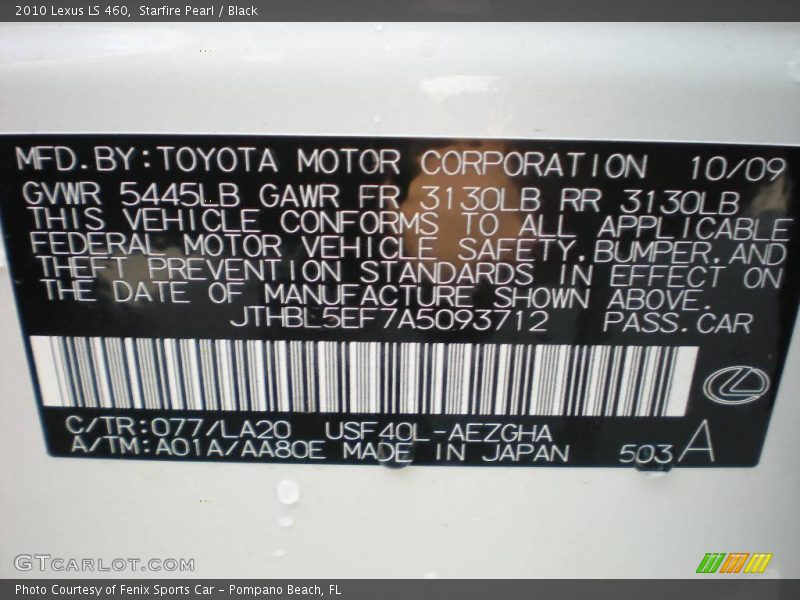 2010 Lexus LS 460, Starfire Pearl / Black
MFD.BY:TOYOTA MOTOR CORPORATION 10/09
GVWR 5445LB GAWR FR 3130LB RR 3130LB
THIS VEHICLE CONFORMS TO ALL APPLICABLE
FEDERAL MOTOR VEHICLE SAFETY,BUMPER,AND
THEFT PREVENTION STANDARDS IN EFFECT ON
THE DATE OF MANUFACTURE SHOWN ABOVE.
JTHBL5EF7A5093712 PASS.CAR
C/TR:077/LA20 USF40L-AEZGHA
A/TM:A01A/AA80E MADE IN JAPAN 503 A
GTCARLOT.COM
Photo Courtesy of Fenix Sports Car - Pompano Beach, FL